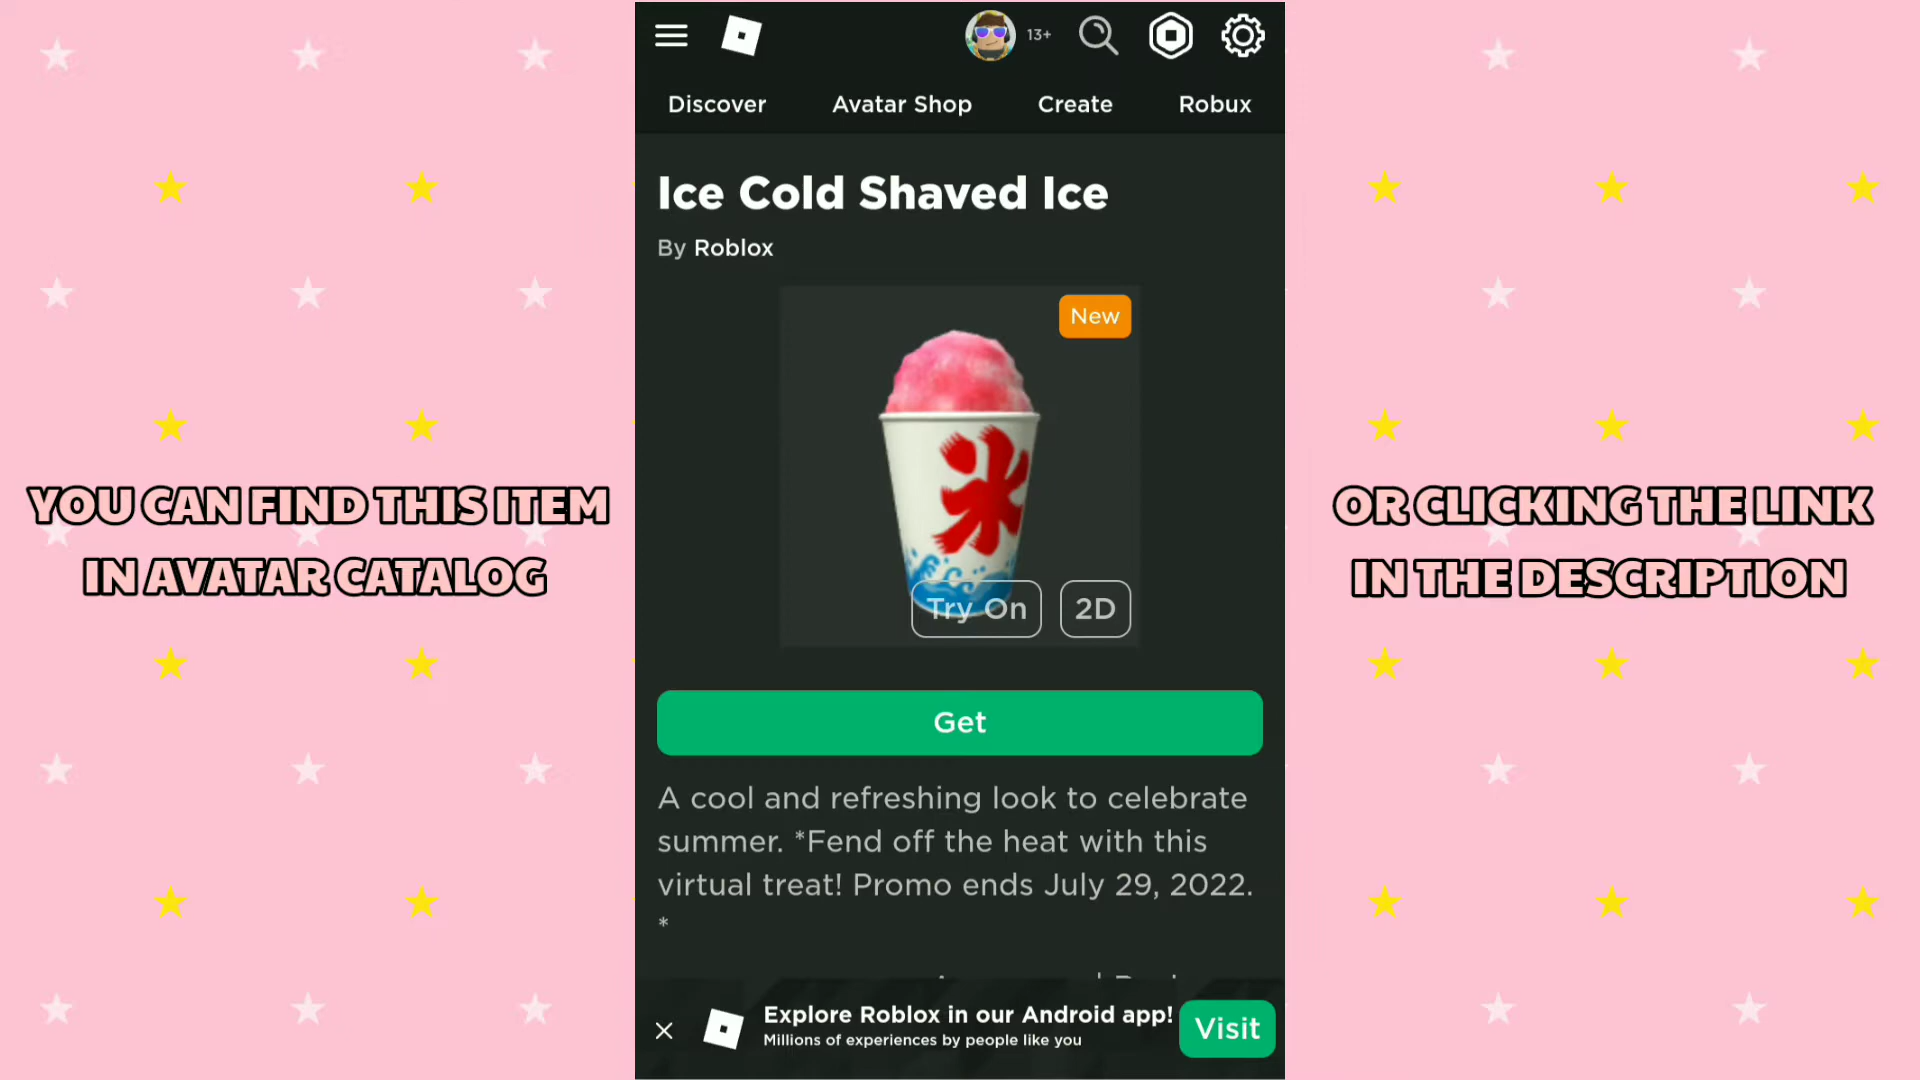 13+
Discover
Avatar Shop
Create
Robux
Ice Cold Shaved Ice
By Roblox
New
氷
Try On
2D
Get
A cool and refreshing look to celebrate
summer. *Fend off the heat with this
virtual treat! Promo ends July 29, 2022.
*
Explore Roblox in our Android app!
Millions of experiences by people like you
Visit
YOU CAN FIND THIS ITEM
IN AVATAR CATALOG
OR CLICKING THE LINK
IN THE DESCRIPTION